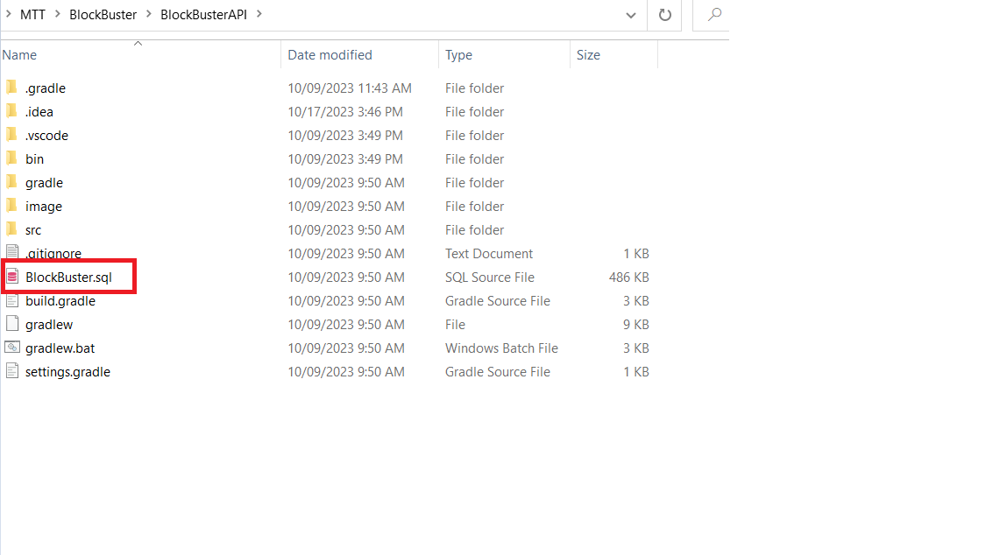 MTT BlockBuster BlockBusterAPI
Name Date modified Type Size
.gradle 10/09/2023 11:43 AM File folder
.idea 10/17/2023 3:46 PM File folder
.vscode 10/09/2023 3:49 PM File folder
bin 10/09/2023 3:49 PM File folder
gradle 10/09/2023 9:50 AM File folder
image 10/09/2023 9:50 AM File folder
src 10/09/2023 9:50 AM File folder
.gitignore 10/09/2023 9:50 AM Text Document 1 KB
BlockBuster.sql 10/09/2023 9:50 AM SQL Source File 486 KB
build.gradle 10/09/2023 9:50 AM Gradle Source File 3 KB
gradlew 10/09/2023 9:50 AM File 9 KB
gradlew.bat 10/09/2023 9:50 AM Windows Batch File 3 KB
settings.gradle 10/09/2023 9:50 AM Gradle Source File 1 KB